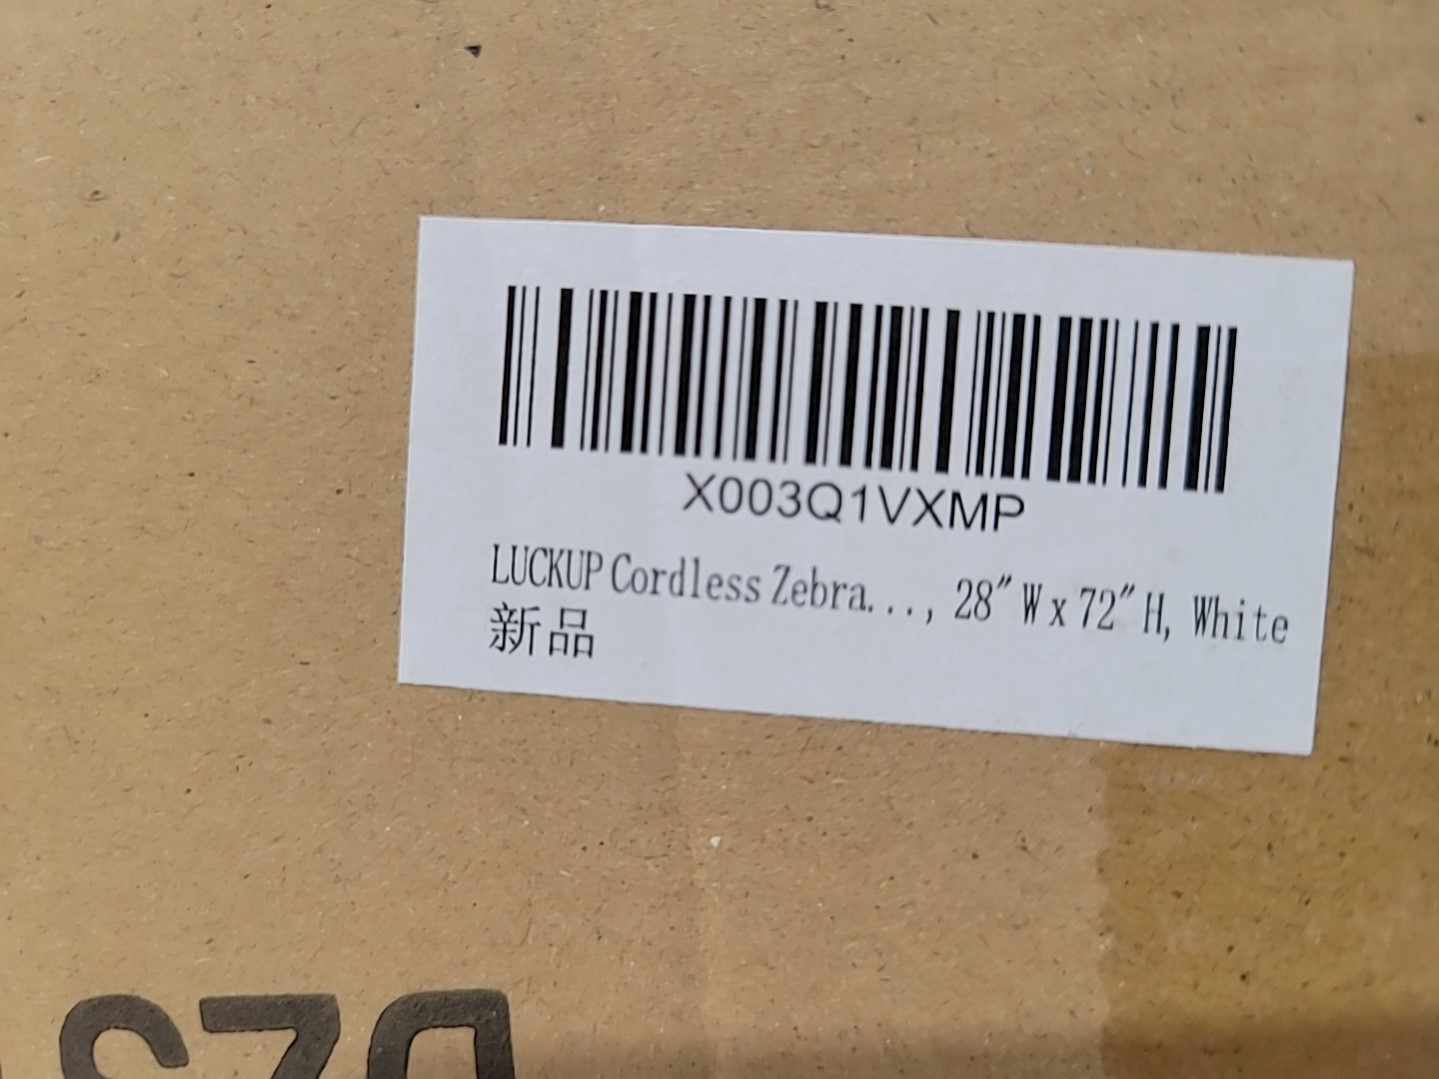 X003Q1VXMP
LUCKUP Cordless Zebra..., 28"W x 72"H, White
新品